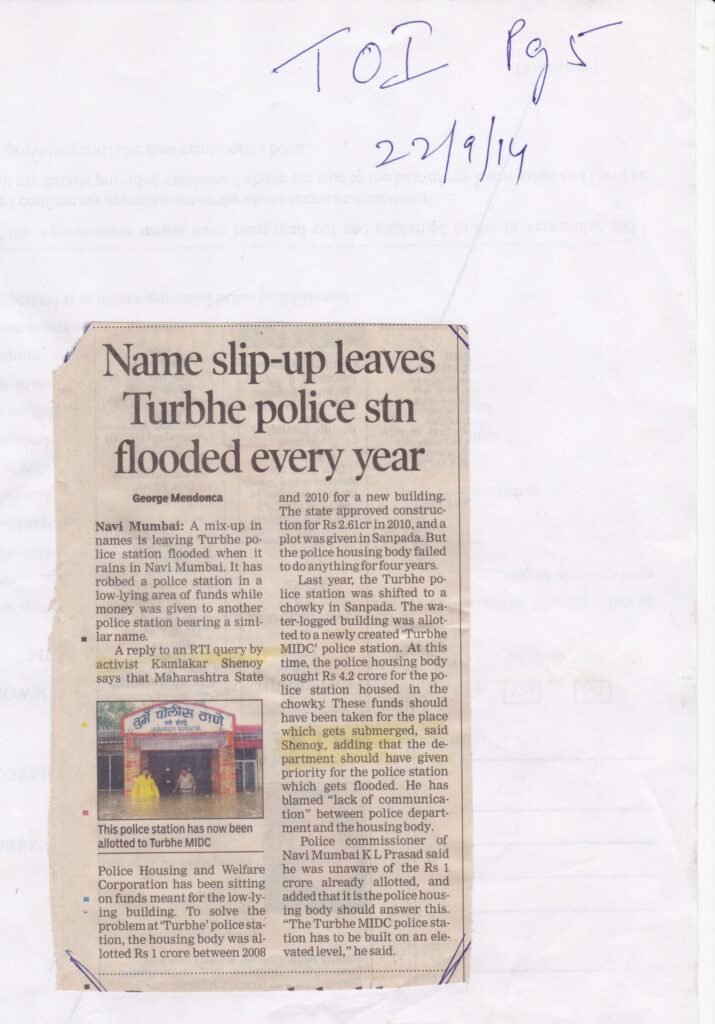 TOI Pg 5
22/9/14
Name slip-up leaves
Turbhe police stn
flooded every year
George Mendonca
Navi Mumbai: A mix-up in
names is leaving Turbhe po-
lice station flooded when it
rains in Navi Mumbai. It has
robbed a police station in a
low-lying area of funds while
money was given to another
police station bearing a simi-
lar name.
A reply to an RTI query by
activist Kamlakar Shenoy
says that Maharashtra State
तुर्भे पोलीस ठाणे
नवी मुंबई
This police station has now been
allotted to Turbhe MIDC
Police Housing and Welfare
Corporation has been sitting
on funds meant for the low-ly-
ing building. To solve the
problem at 'Turbhe' police sta-
tion, the housing body was al-
lotted Rs 1 crore between 2008
and 2010 for a new building.
The state approved construc-
tion for Rs 2.61cr in 2010, and a
plot was given in Sanpada. But
the police housing body failed
to do anything for four years.
Last year, the Turbhe po-
lice station was shifted to a
chowky in Sanpada. The wa-
ter-logged building was allot-
ted to a newly created 'Turbhe
MIDC' police station. At this
time, the police housing body
sought Rs 4.2 crore for the po-
lice station housed in the
chowky. These funds should
have been taken for the place
which gets submerged, said
Shenoy, adding that the de-
partment should have given
priority for the police station
which gets flooded. He has
blamed "lack of communica-
tion" between police depart-
ment and the housing body.
Police commissioner of
Navi Mumbai K L Prasad said
he was unaware of the Rs 1
crore already allotted, and
added that it is the police hous-
ing body should answer this.
"The Turbhe MIDC police sta-
tion has to be built on an ele-
vated level," he said.